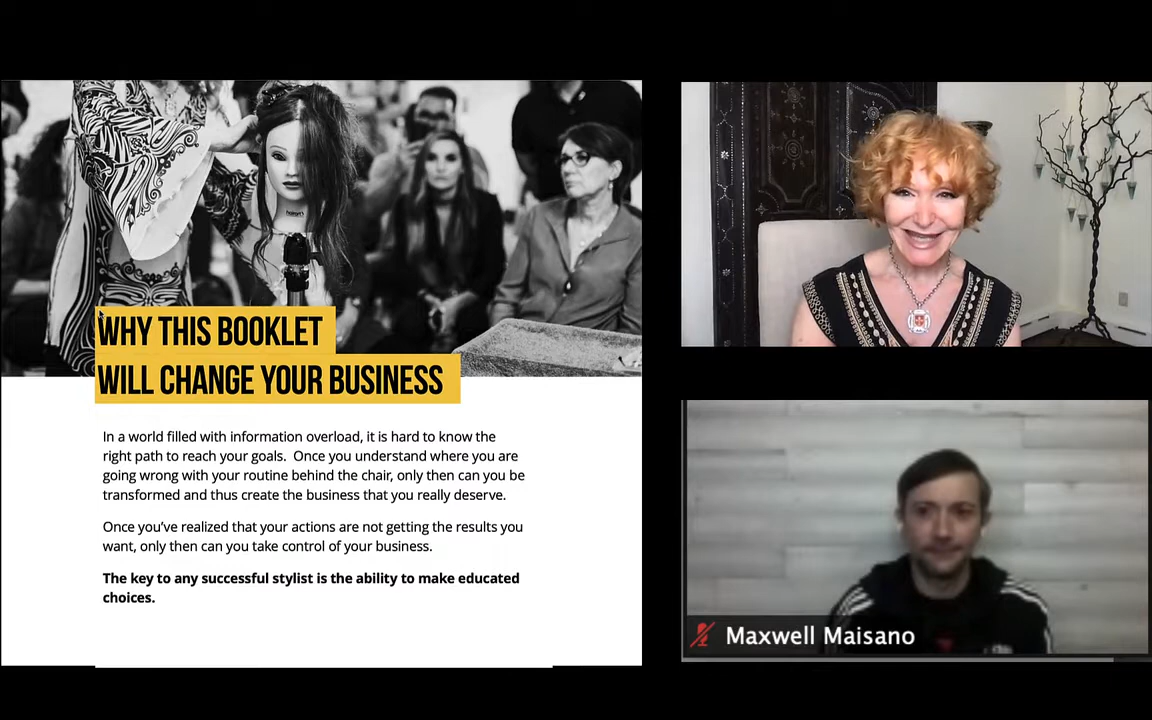 WHY THIS BOOKLET
WILL CHANGE YOUR BUSINESS
In a world filled with information overload, it is hard to know the
right path to reach your goals.  Once you understand where you are
going wrong with your routine behind the chair, only then can you be
transformed and thus create the business that you really deserve.
Once you’ve realized that your actions are not getting the results you
want, only then can you take control of your business.
The key to any successful stylist is the ability to make educated
choices.
Maxwell Maisano